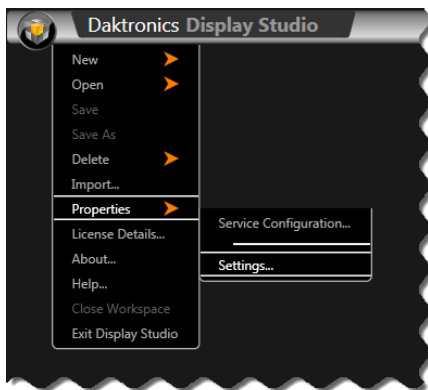 Daktronics Display Studio
New
Open
Save
Save As
Delete
Import...
Properties
License Details...
About...
Help...
Close Workspace
Exit Display Studio
Service Configuration...
Settings...